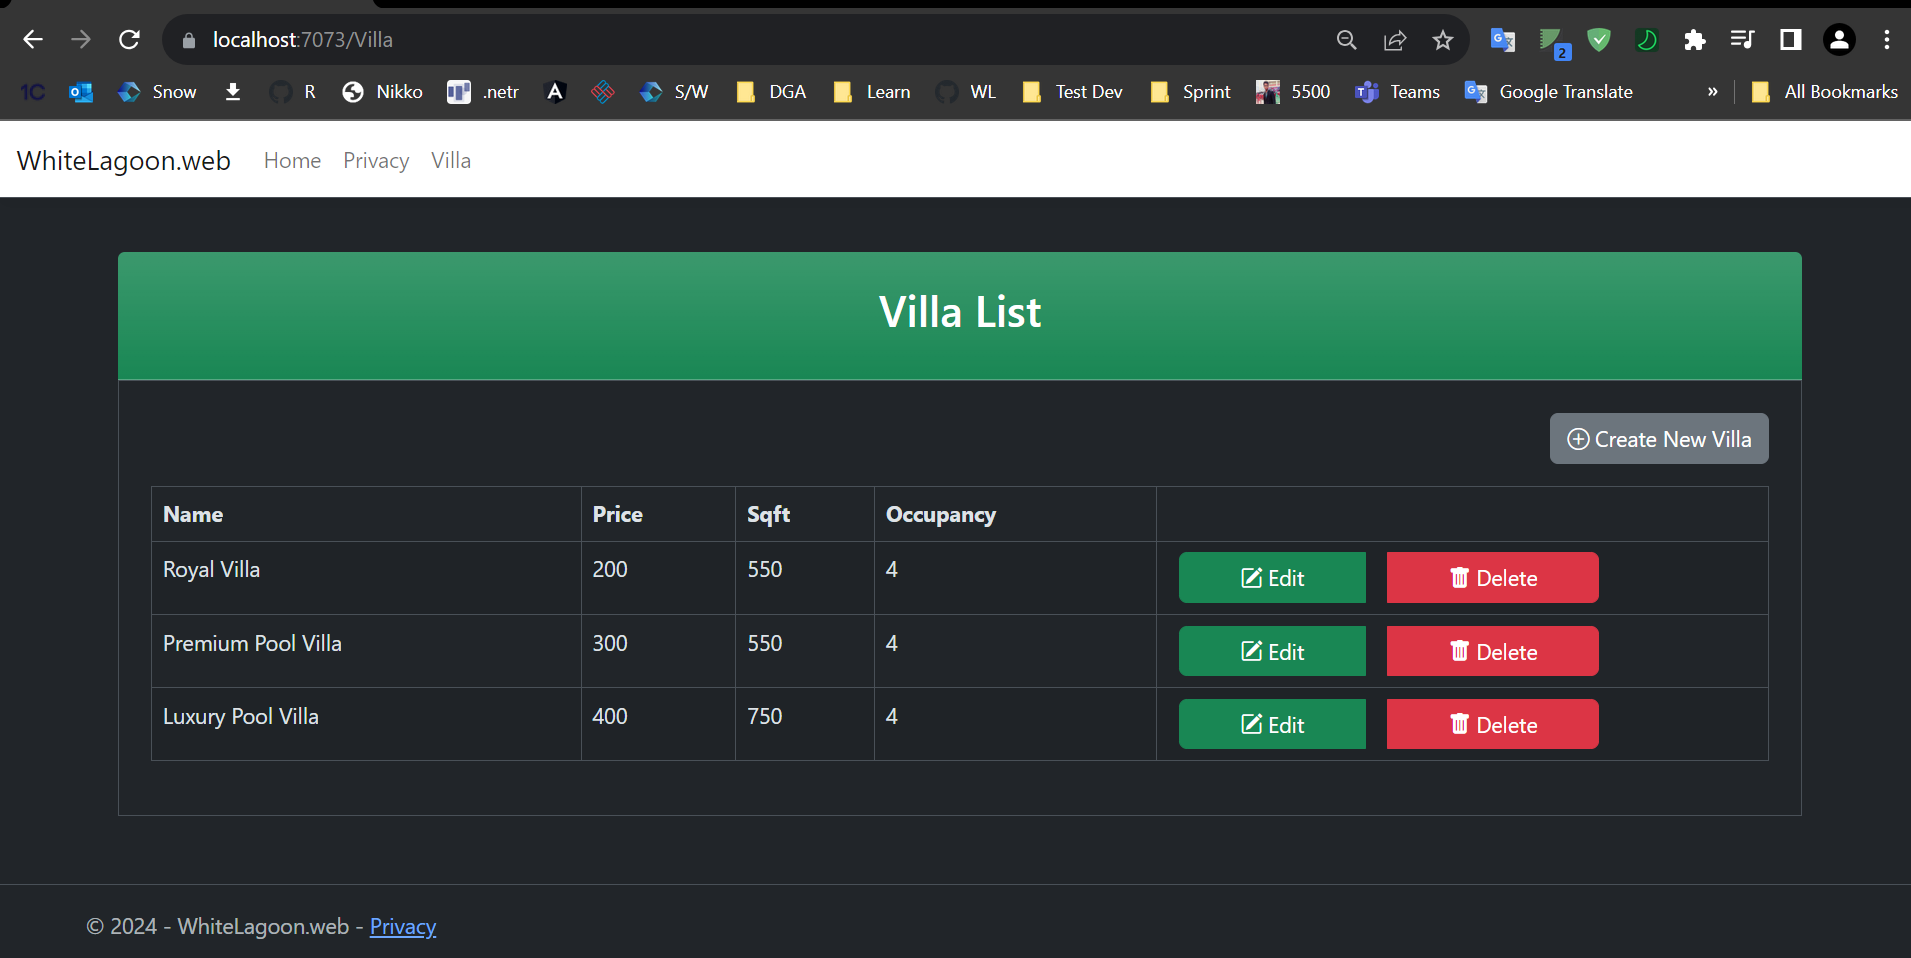 localhost:7073/Villa
2
1C Snow R Nikko .netr S/W DGA Learn WL Test Dev Sprint 5500 Teams Google Translate » All Bookmarks
WhiteLagoon.web Home Privacy Villa
Villa List
Create New Villa
Name Price Sqft Occupancy
Royal Villa 200 550 4 Edit Delete
Premium Pool Villa 300 550 4 Edit Delete
Luxury Pool Villa 400 750 4 Edit Delete
© 2024 - WhiteLagoon.web - Privacy